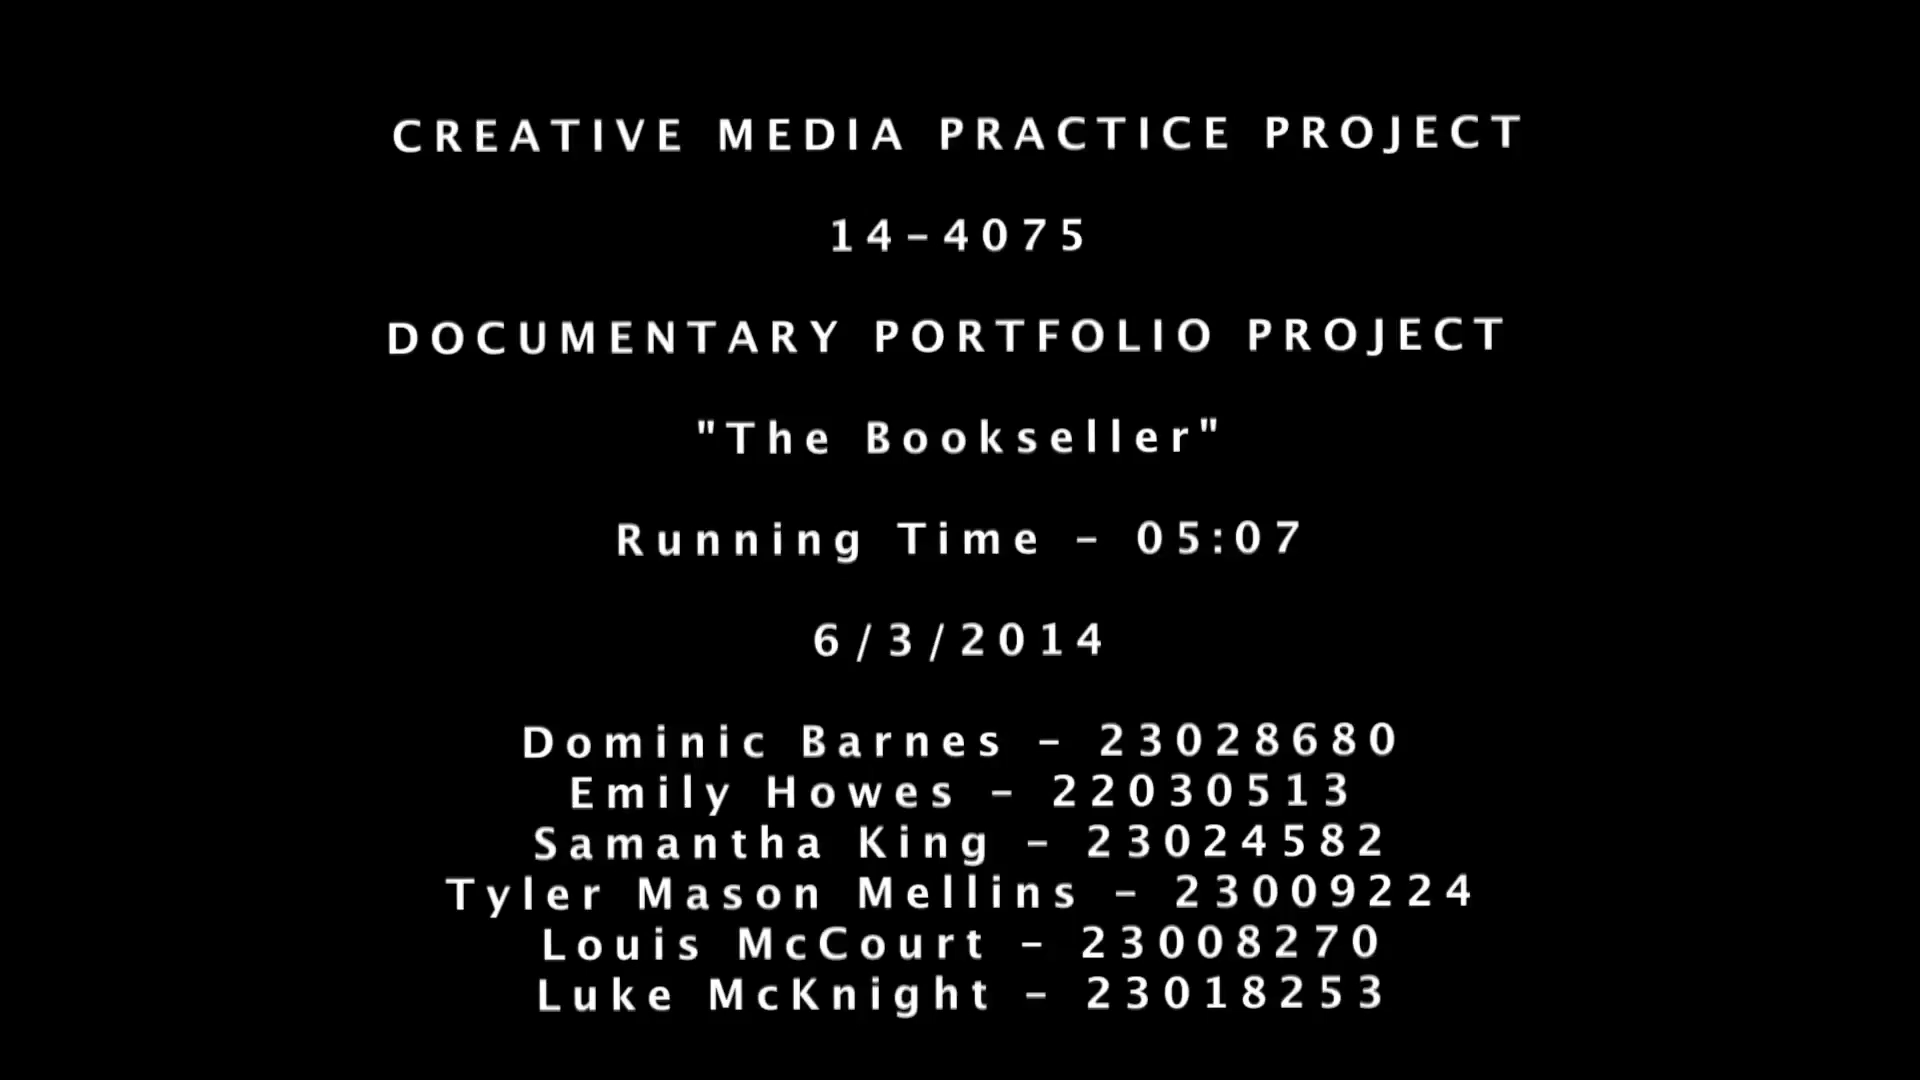 CREATIVE MEDIA PRACTICE PROJECT
14-4075
DOCUMENTARY PORTFOLIO PROJECT
"The Bookseller"
Running Time - 05:07
6/3/2014
Dominic Barnes - 23028680
Emily Howes - 22030513
Samantha King - 23024582
Tyler Mason Mellins - 23009224
Louis McCourt - 23008270
Luke McKnight - 23018253